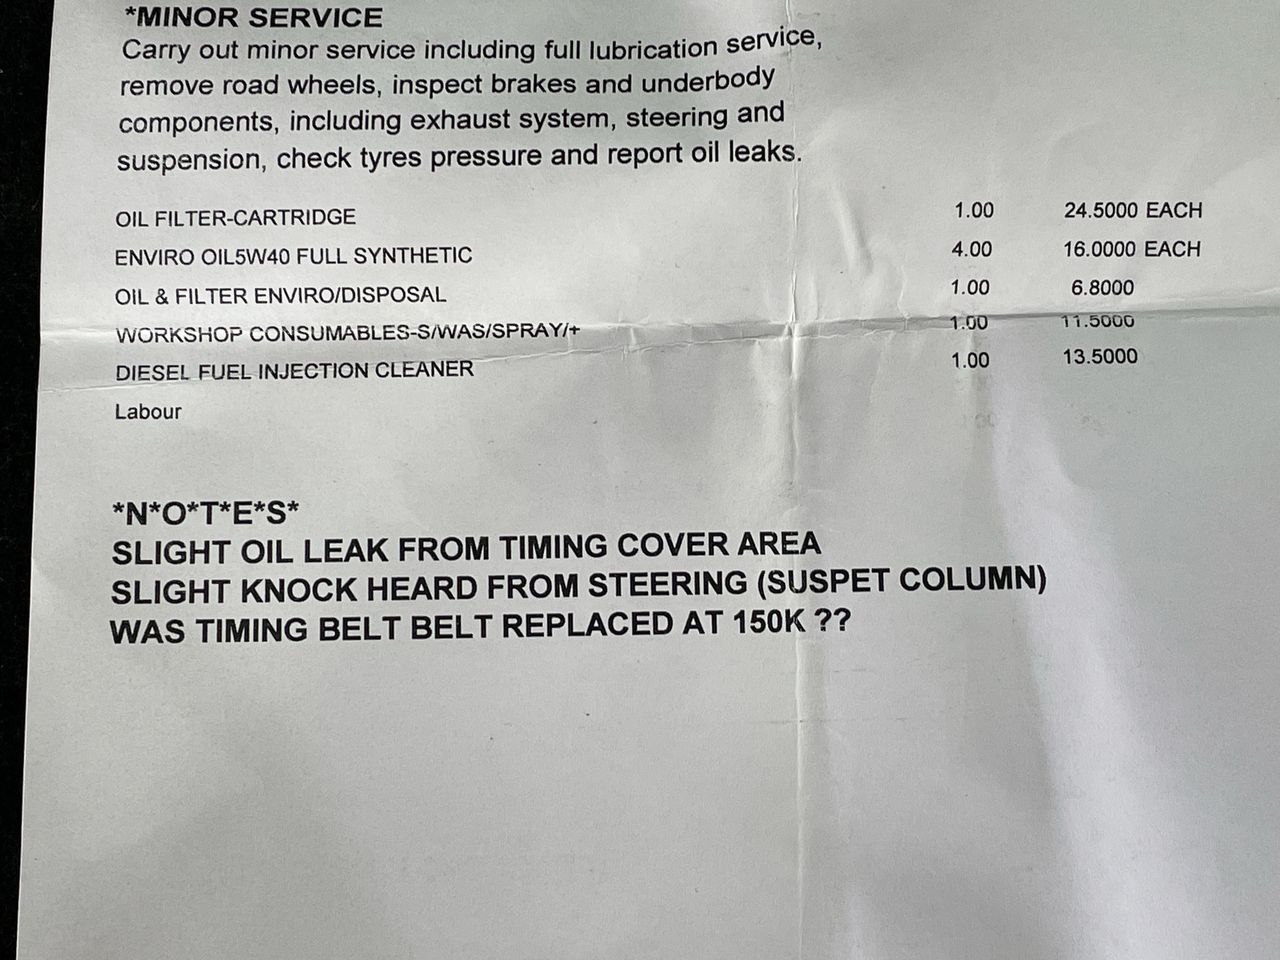 *MINOR SERVICE
Carry out minor service including full lubrication service,
remove road wheels, inspect brakes and underbody
components, including exhaust system, steering and
suspension, check tyres pressure and report oil leaks.
OIL FILTER-CARTRIDGE 1.00 24.5000 EACH
ENVIRO OIL5W40 FULL SYNTHETIC 4.00 16.0000 EACH
OIL & FILTER ENVIRO/DISPOSAL 1.00 6.8000
WORKSHOP CONSUMABLES-S/WAS/SPRAY/+ 1.00 11.5000
DIESEL FUEL INJECTION CLEANER 1.00 13.5000
Labour
*N*O*T*E*S*
SLIGHT OIL LEAK FROM TIMING COVER AREA
SLIGHT KNOCK HEARD FROM STEERING (SUSPET COLUMN)
WAS TIMING BELT BELT REPLACED AT 150K ??